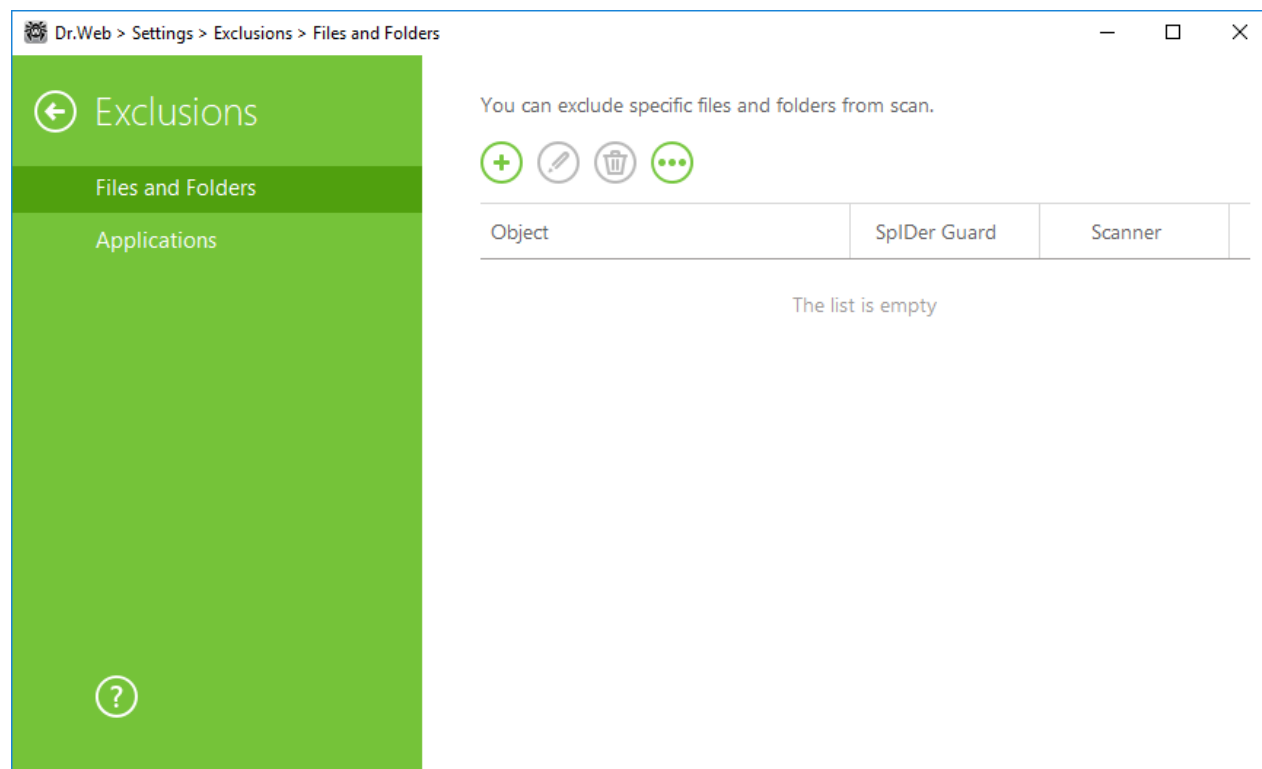 Dr.Web > Settings > Exclusions > Files and Folders
Exclusions
Files and Folders
Applications
You can exclude specific files and folders from scan.
Object SpIDer Guard Scanner
The list is empty
?